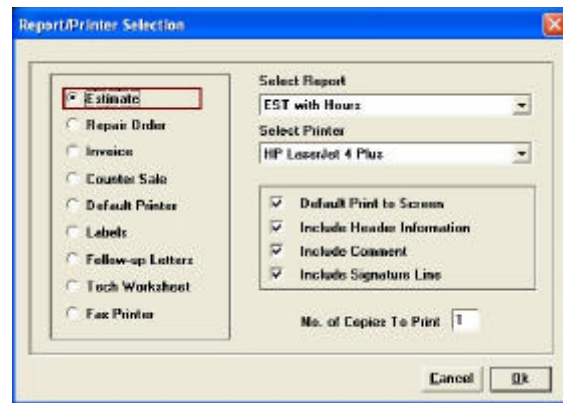 Report/Printer Selection
Estimate
Repair Order
Invoice
Counter Sale
Default Printer
Labels
Follow-up Letters
Tech Worksheet
Fax Printer
Select Report
EST with Hours
Select Printer
HP LaserJet 4 Plus
Default Print to Screen
Include Header Information
Include Comment
Include Signature Line
No. of Copies To Print 1
Cancel Ok